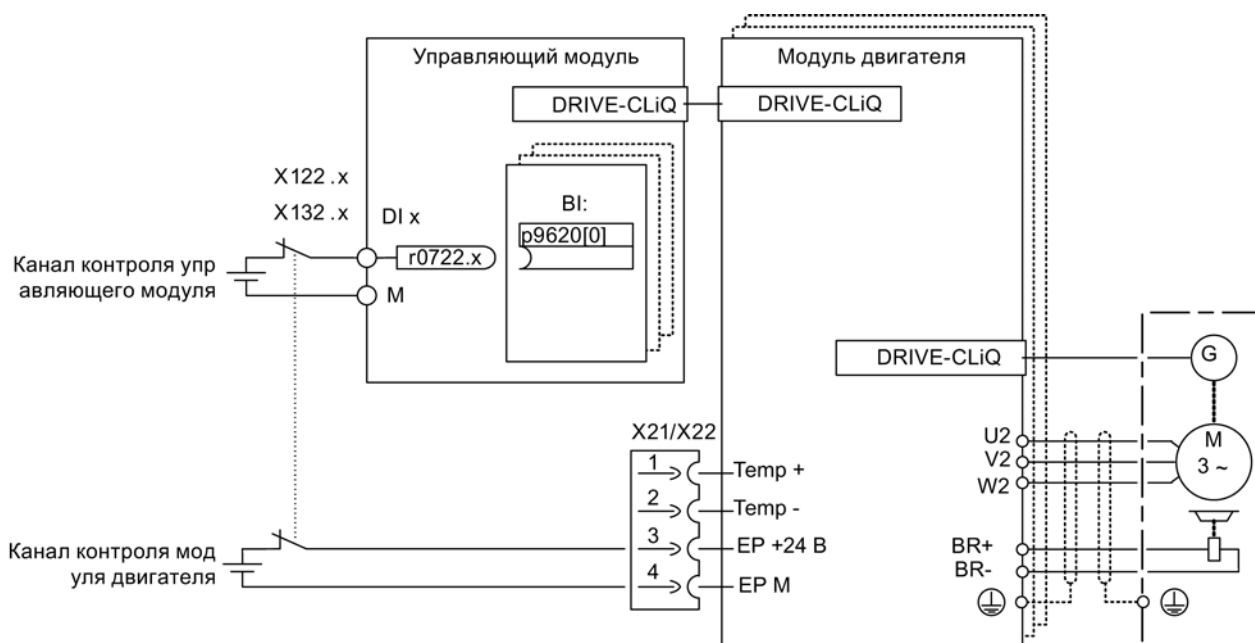 Управляющий модуль
Модуль двигателя
DRIVE-CLiQ
DRIVE-CLiQ
X122 .x
X132 .x
DI x
BI:
p9620[0]
r0722.x
Канал контроля упр
авляющего модуля
M
DRIVE-CLiQ
G
X21/X22
1
Temp +
2
Temp -
3
EP +24 В
4
EP M
U2
V2
W2
M
3 ~
Канал контроля мод
уля двигателя
BR+
BR-